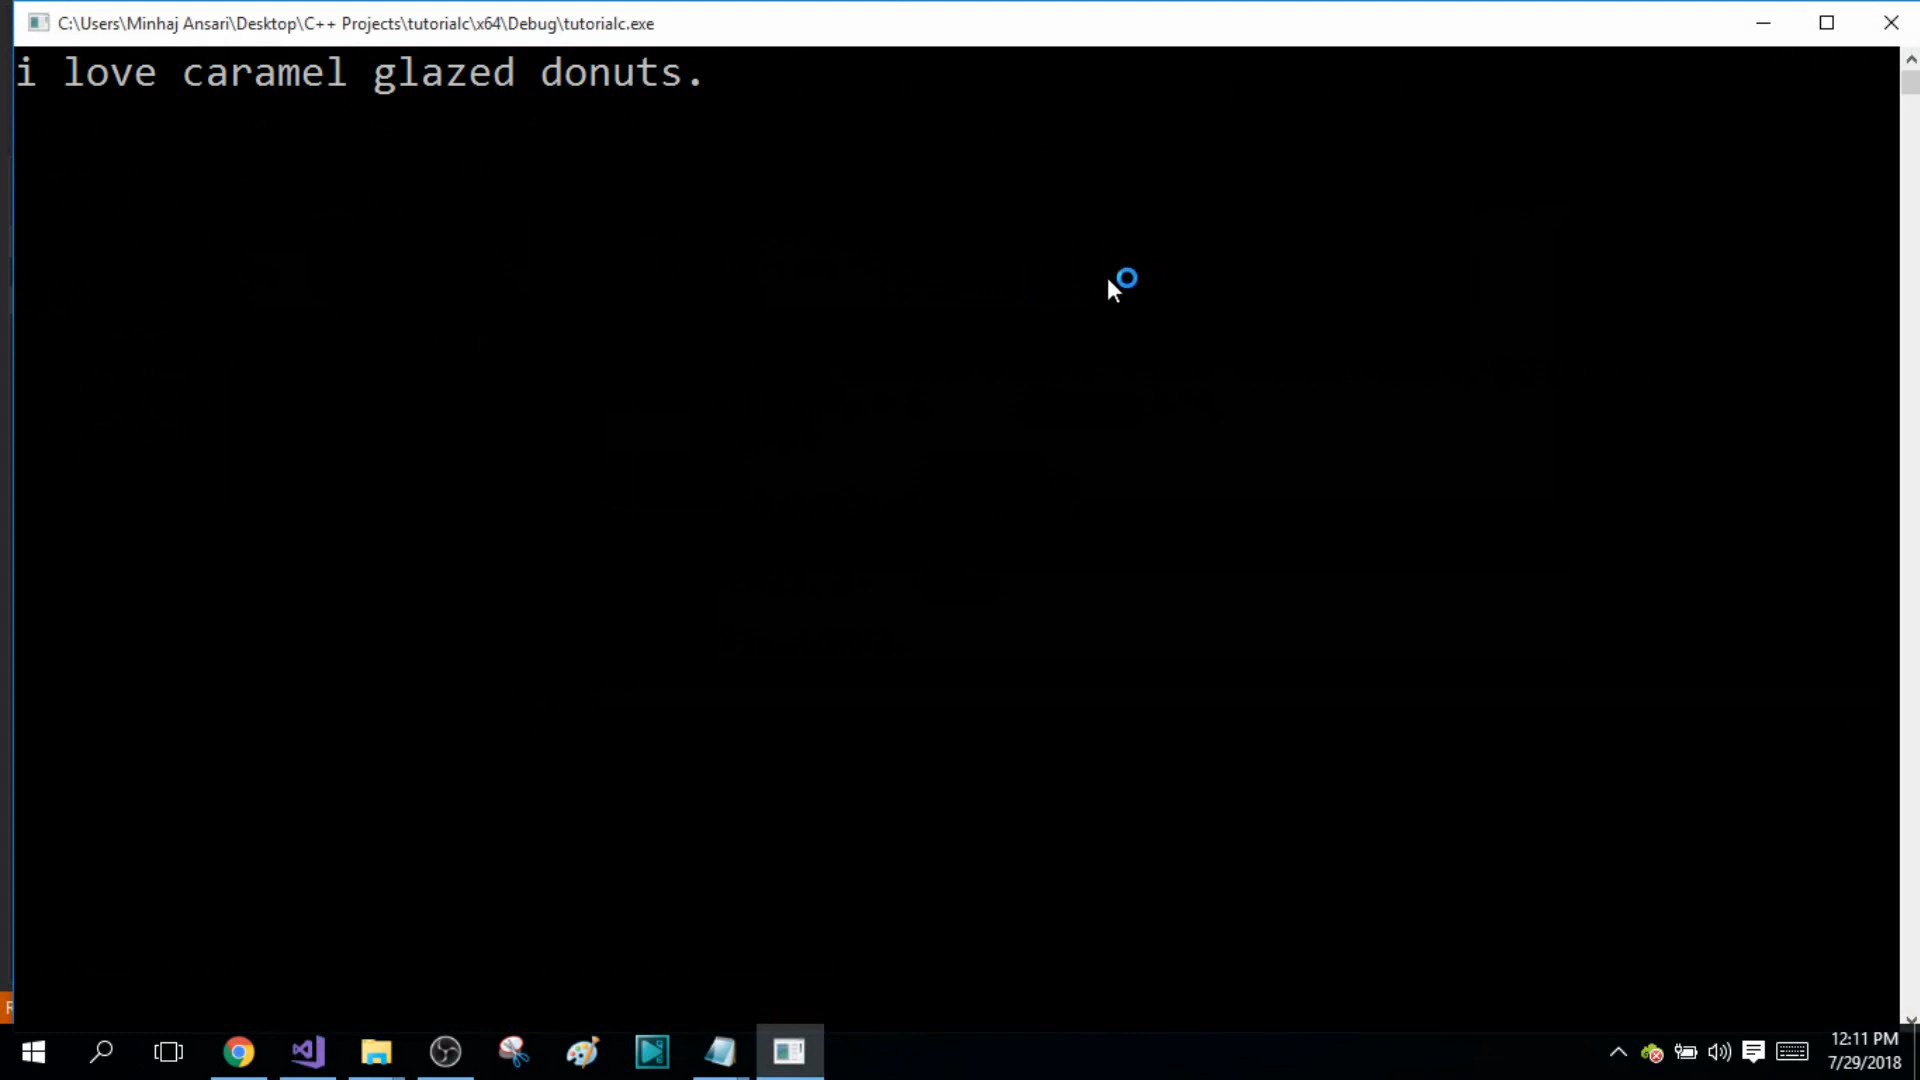 C:\Users\Minhaj Ansari\Desktop\C++ Projects\tutorialc\x64\Debug\tutorialc.exe
i love caramel glazed donuts.
R
12:11 PM
7/29/2018